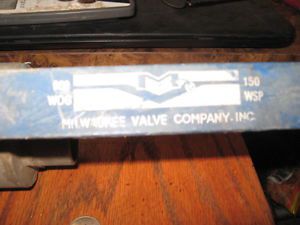 600 150
WOG WSP
MILWAUKEE VALVE COMPANY, INC.